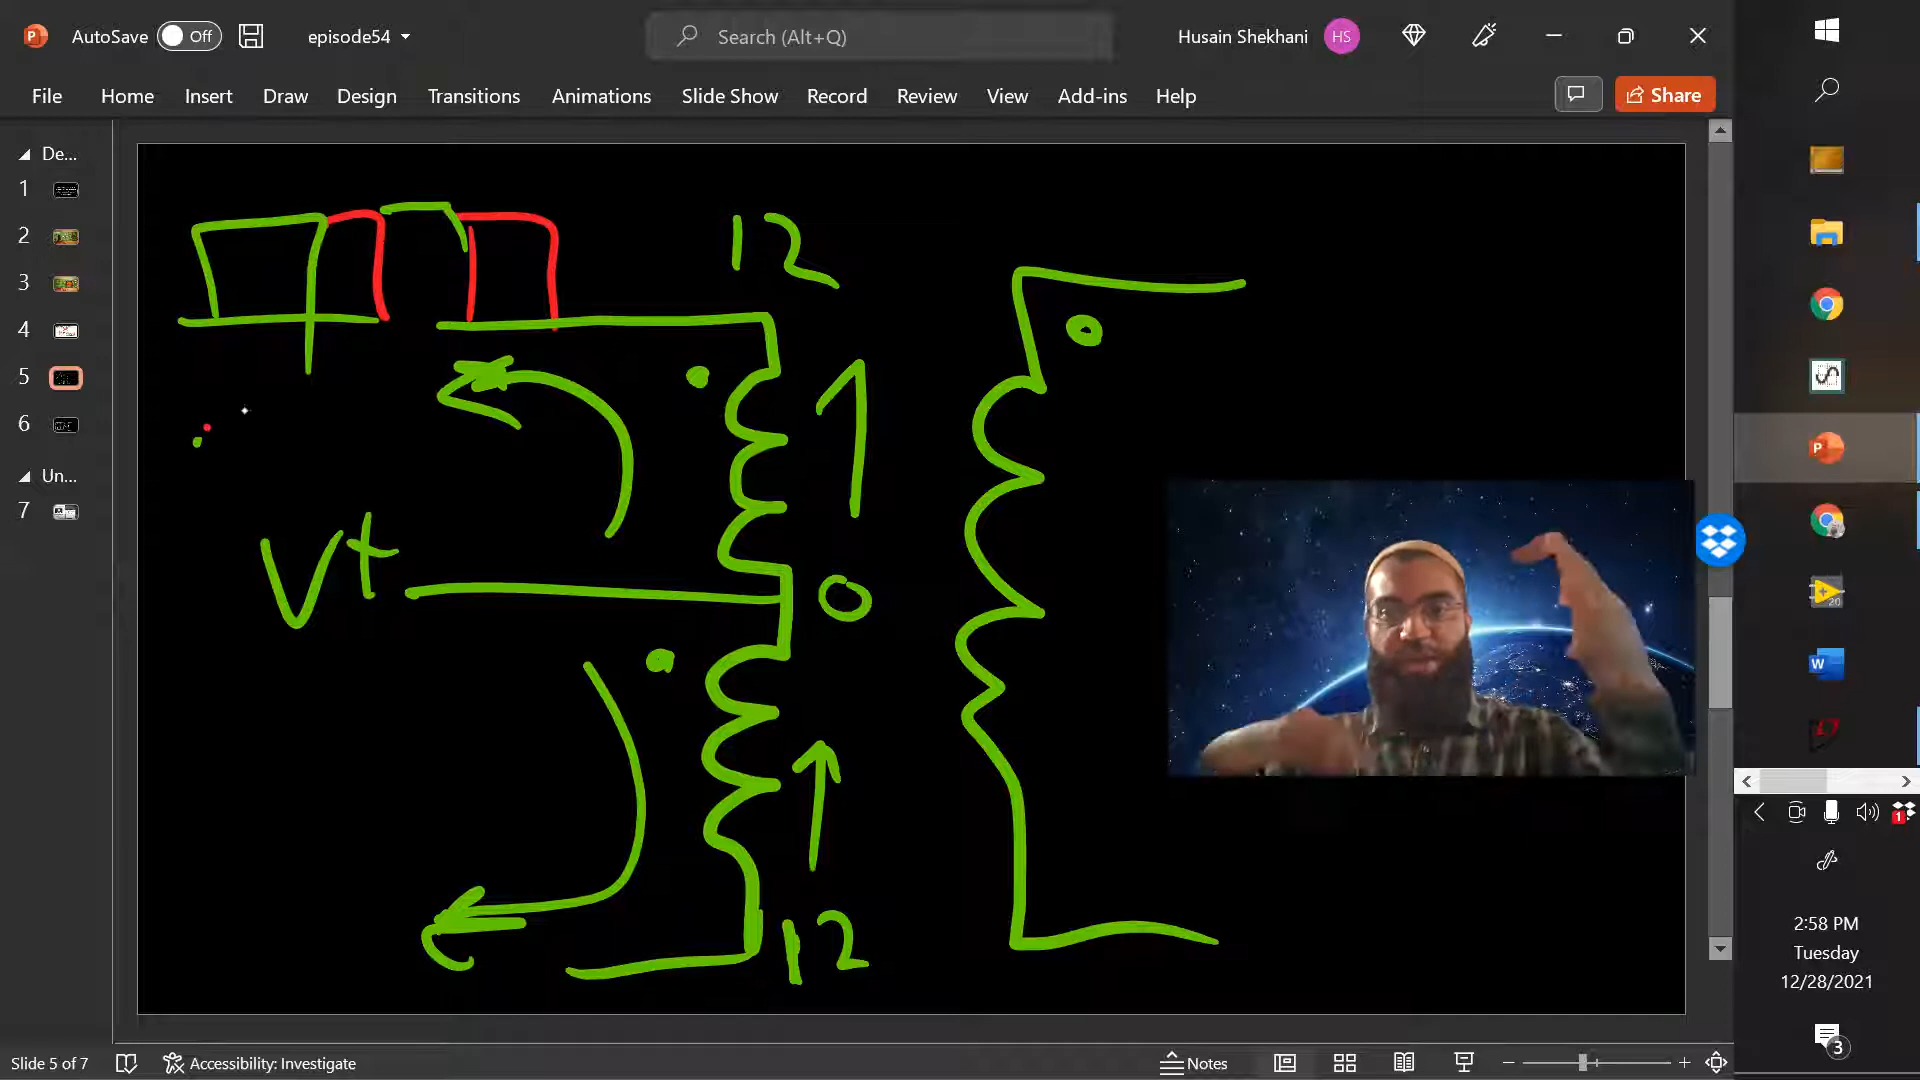 AutoSave Off episode54 Search (Alt+Q) Husain Shekhani HS
File Home Insert Draw Design Transitions Animations Slide Show Record Review View Add-ins Help Share
De...
1
2
3
4
5
6
Un...
7
12
0
V+
12
2:58 PM
Tuesday
12/28/2021
3
Slide 5 of 7 Accessibility: Investigate Notes